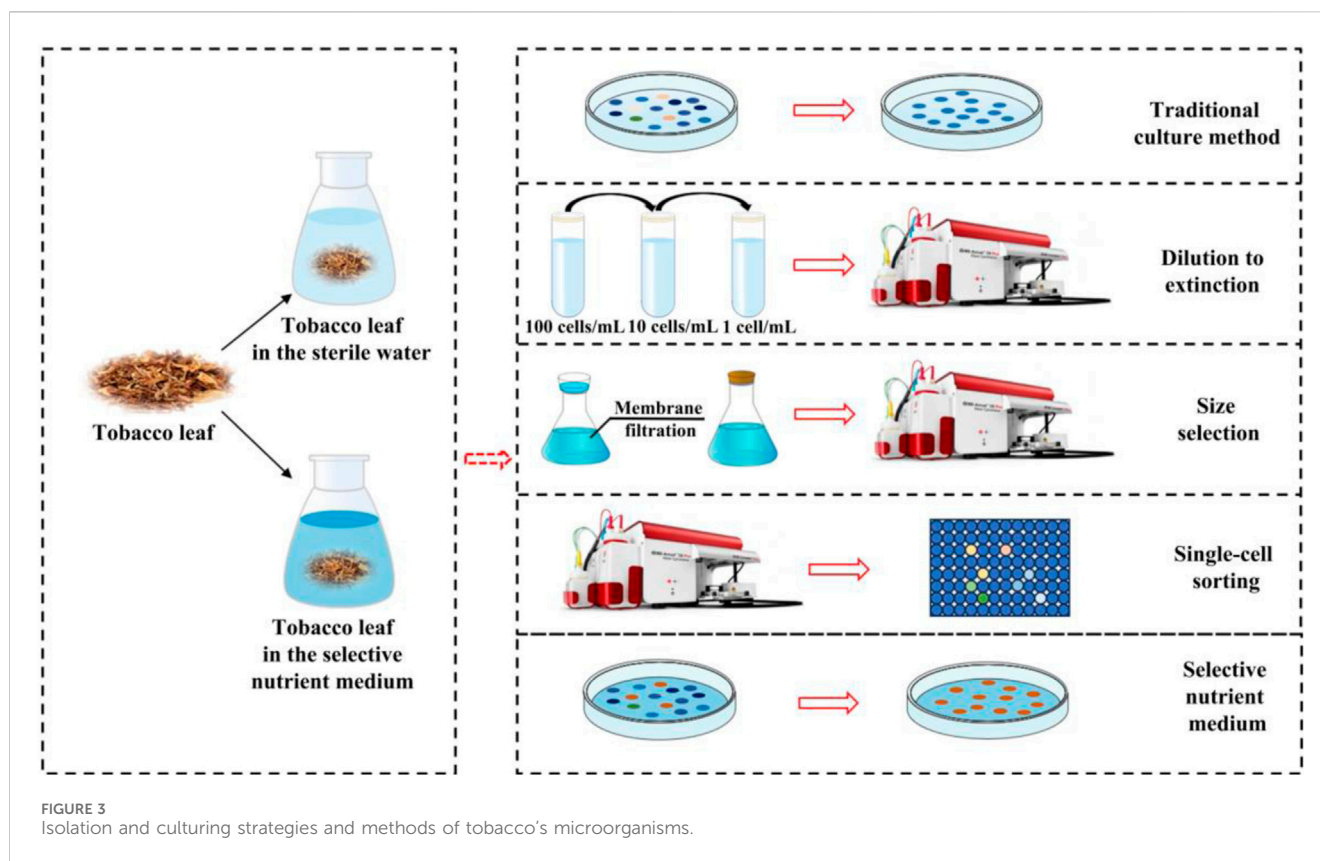 Tobacco leaf
Tobacco leaf
in the sterile water
Tobacco leaf
in the selective
nutrient medium
Traditional
culture method
100 cells/mL 10 cells/mL 1 cell/mL
Dilution to
extinction
Membrane
filtration
Size
selection
Single-cell
sorting
Selective
nutrient
medium
FIGURE 3
Isolation and culturing strategies and methods of tobacco's microorganisms.